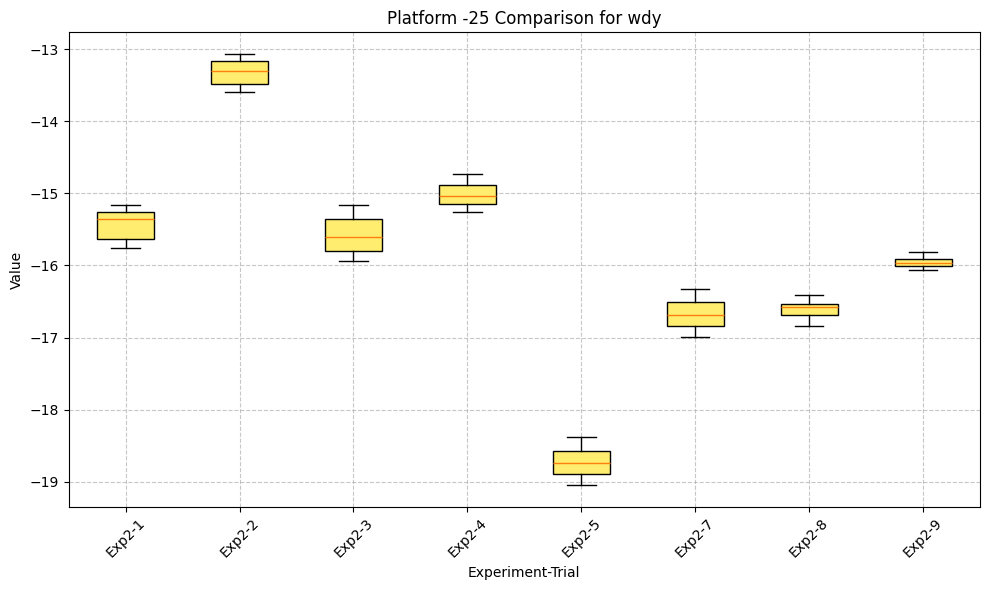 Platform -25 Comparison for wdy
Value
−13
−14
−15
−16
−17
−18
−19
Exp2-1
Exp2-2
Exp2-3
Exp2-4
Exp2-5
Exp2-7
Exp2-8
Exp2-9
Experiment-Trial